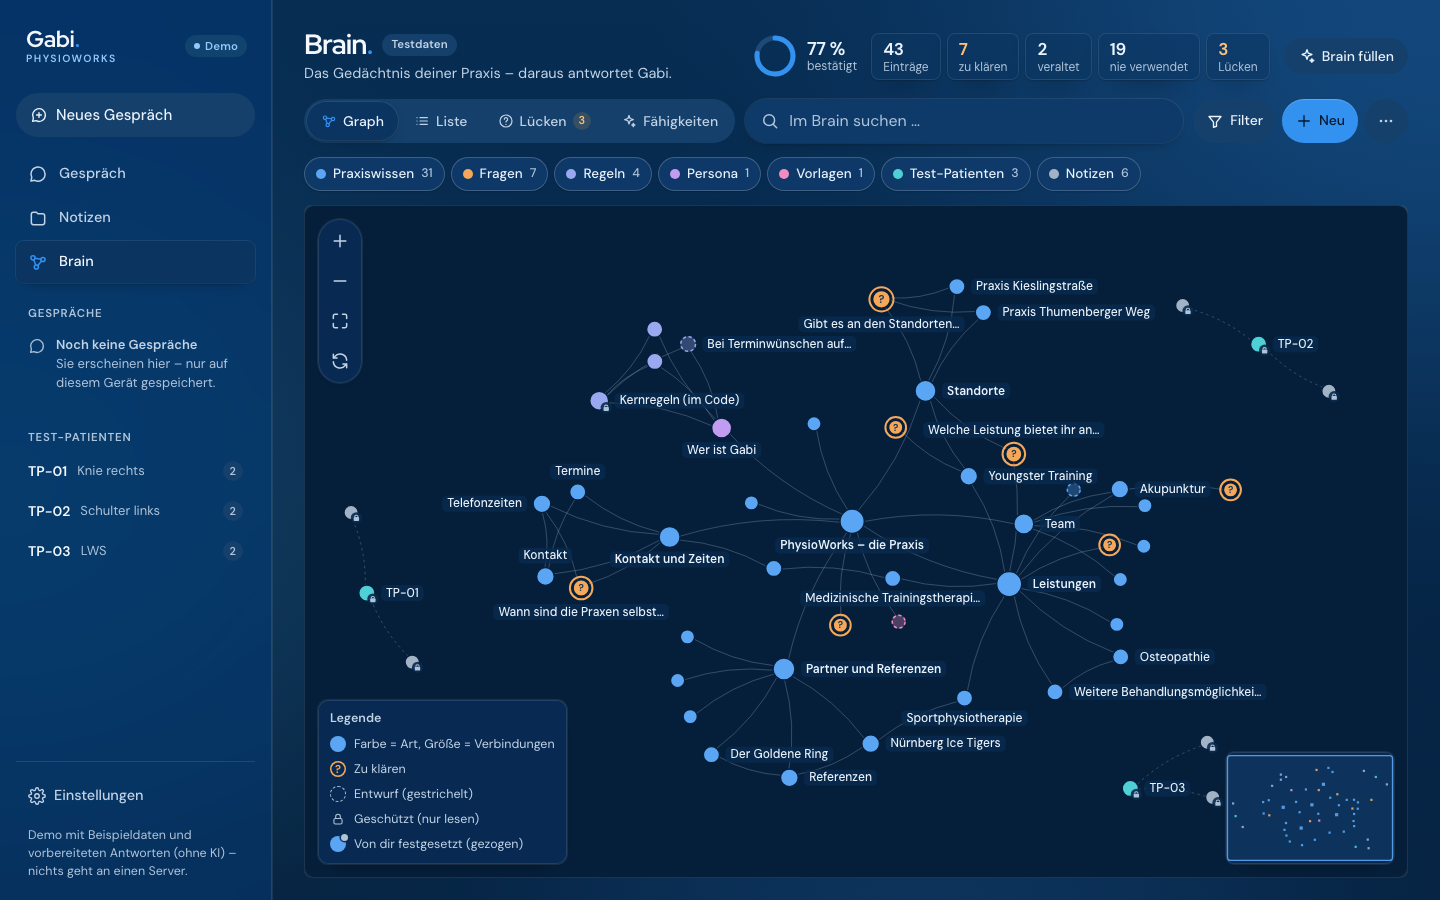 Gabi.
PHYSIOWORKS
Demo
Neues Gespräch
Gespräch
Notizen
Brain
GESPRÄCHE
Noch keine Gespräche
Sie erscheinen hier – nur auf
diesem Gerät gespeichert.
TEST-PATIENTEN
TP-01 Knie rechts 2
TP-02 Schulter links 2
TP-03 LWS 2
Einstellungen
Demo mit Beispieldaten und
vorbereiteten Antworten (ohne KI) –
nichts geht an einen Server.
Brain.
Testdaten
Das Gedächtnis deiner Praxis – daraus antwortet Gabi.
77 %
bestätigt
43
Einträge
7
zu klären
2
veraltet
19
nie verwendet
3
Lücken
Brain füllen
Graph
Liste
Lücken 3
Fähigkeiten
Im Brain suchen ...
Filter
Neu
Praxiswissen 31
Fragen 7
Regeln 4
Persona 1
Vorlagen 1
Test-Patienten 3
Notizen 6
Praxis Kieslingstraße
Praxis Thumenberger Weg
Gibt es an den Standorten...
Bei Terminwünschen auf...
TP-02
Standorte
Kernregeln (im Code)
Welche Leistung bietet ihr an...
Wer ist Gabi
Termine
Youngster Training
Akupunktur
Telefonzeiten
Team
PhysioWorks – die Praxis
Kontakt
Kontakt und Zeiten
Leistungen
TP-01
Medizinische Trainingstherapi...
Wann sind die Praxen selbst...
Osteopathie
Partner und Referenzen
Weitere Behandlungsmöglichkei...
Sportphysiotherapie
Nürnberg Ice Tigers
Der Goldene Ring
Referenzen
TP-03
Legende
Farbe = Art, Größe = Verbindungen
? Zu klären
Entwurf (gestrichelt)
Geschützt (nur lesen)
Von dir festgesetzt (gezogen)